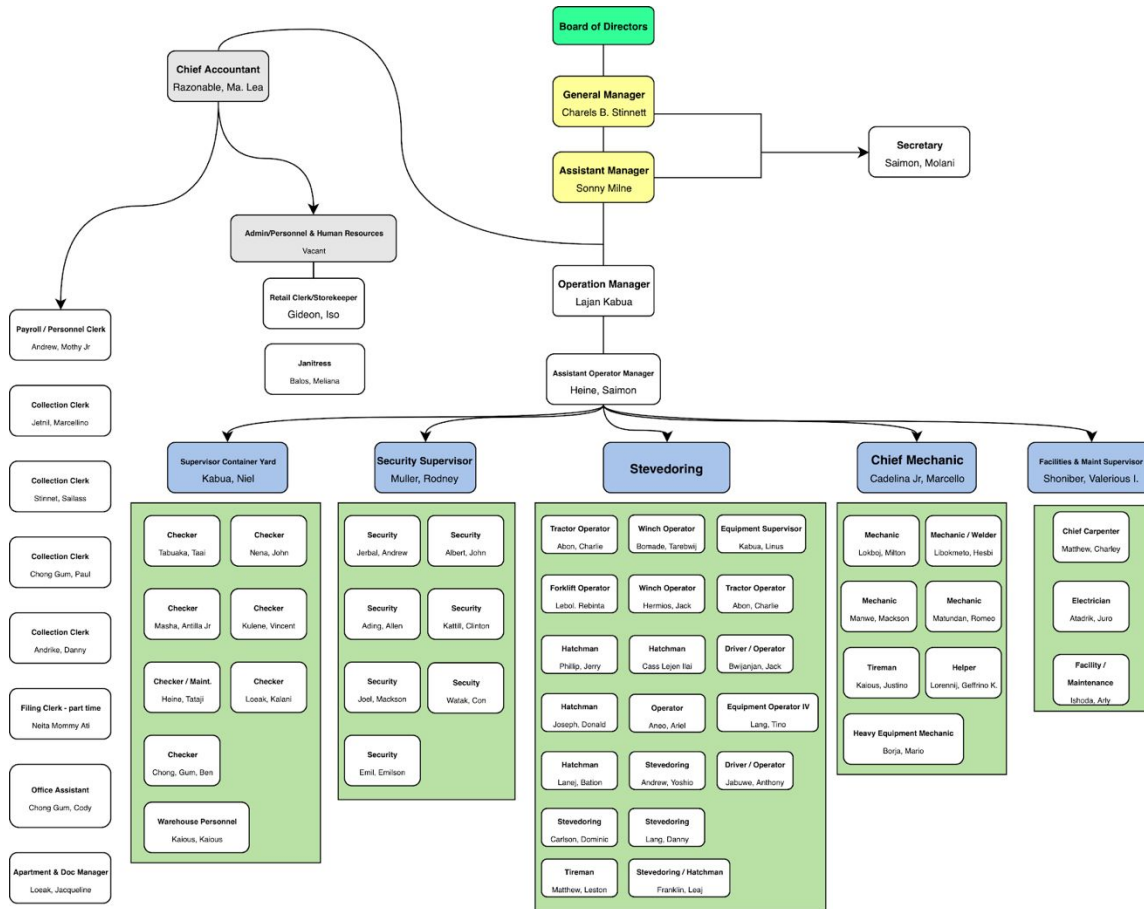 Board of Directors
Chief Accountant
Razonable, Ma. Lea
General Manager
Charels B. Stinnett
Secretary
Saimon, Molani
Assistant Manager
Sonny Milne
Admin/Personnel & Human Resources
Vacant
Operation Manager
Lajan Kabua
Retail Clerk/Storekeeper
Gideon, Iso
Janitress
Balos, Meliana
Assistant Operator Manager
Heine, Saimon
Payroll / Personnel Clerk
Andrew, Mothy Jr
Collection Clerk
Jetnil, Marcellino
Collection Clerk
Stinnet, Sailass
Collection Clerk
Chong Gum, Paul
Collection Clerk
Andrike, Danny
Filing Clerk - part time
Neita Mommy Ati
Office Assistant
Chong Gum, Cody
Apartment & Doc Manager
Loeak, Jacqueline
Supervisor Container Yard
Kabua, Niel
Checker
Tabuaka, Taai
Checker
Nena, John
Checker
Masha, Antilla Jr
Checker
Kulene, Vincent
Checker / Maint.
Heine, Tataji
Checker
Loeak, Kalani
Checker
Chong, Gum, Ben
Warehouse Personnel
Kaious, Kaious
Security Supervisor
Muller, Rodney
Security
Jerbal, Andrew
Security
Albert, John
Security
Ading, Allen
Security
Kattill, Clinton
Security
Joel, Mackson
Secuity
Watak, Con
Security
Emil, Emilson
Stevedoring
Tractor Operator
Abon, Charlie
Winch Operator
Bomade, Tarebwij
Equipment Supervisor
Kabua, Linus
Forklift Operator
Lebol. Rebinta
Winch Operator
Hermios, Jack
Tractor Operator
Abon, Charlie
Hatchman
Phillip, Jerry
Hatchman
Cass Lejen Ilai
Driver / Operator
Bwijanjan, Jack
Hatchman
Joseph, Donald
Operator
Aneo, Ariel
Equipment Operator IV
Lang, Tino
Hatchman
Lanej, Bation
Stevedoring
Andrew, Yoshio
Driver / Operator
Jabuwe, Anthony
Stevedoring
Carlson, Dominic
Stevedoring
Lang, Danny
Tireman
Matthew, Leston
Stevedoring / Hatchman
Franklin, Leaj
Chief Mechanic
Cadelina Jr, Marcello
Mechanic
Lokboj, Milton
Mechanic / Welder
Libokmeto, Hesbi
Mechanic
Manwe, Mackson
Mechanic
Matundan, Romeo
Tireman
Kaious, Justino
Helper
Lorennij, Geffrino K.
Heavy Equipment Mechanic
Borja, Mario
Facilities & Maint Supervisor
Shoniber, Valerious I.
Chief Carpenter
Matthew, Charley
Electrician
Atadrik, Juro
Facility /
Maintenance
Ishoda, Arly